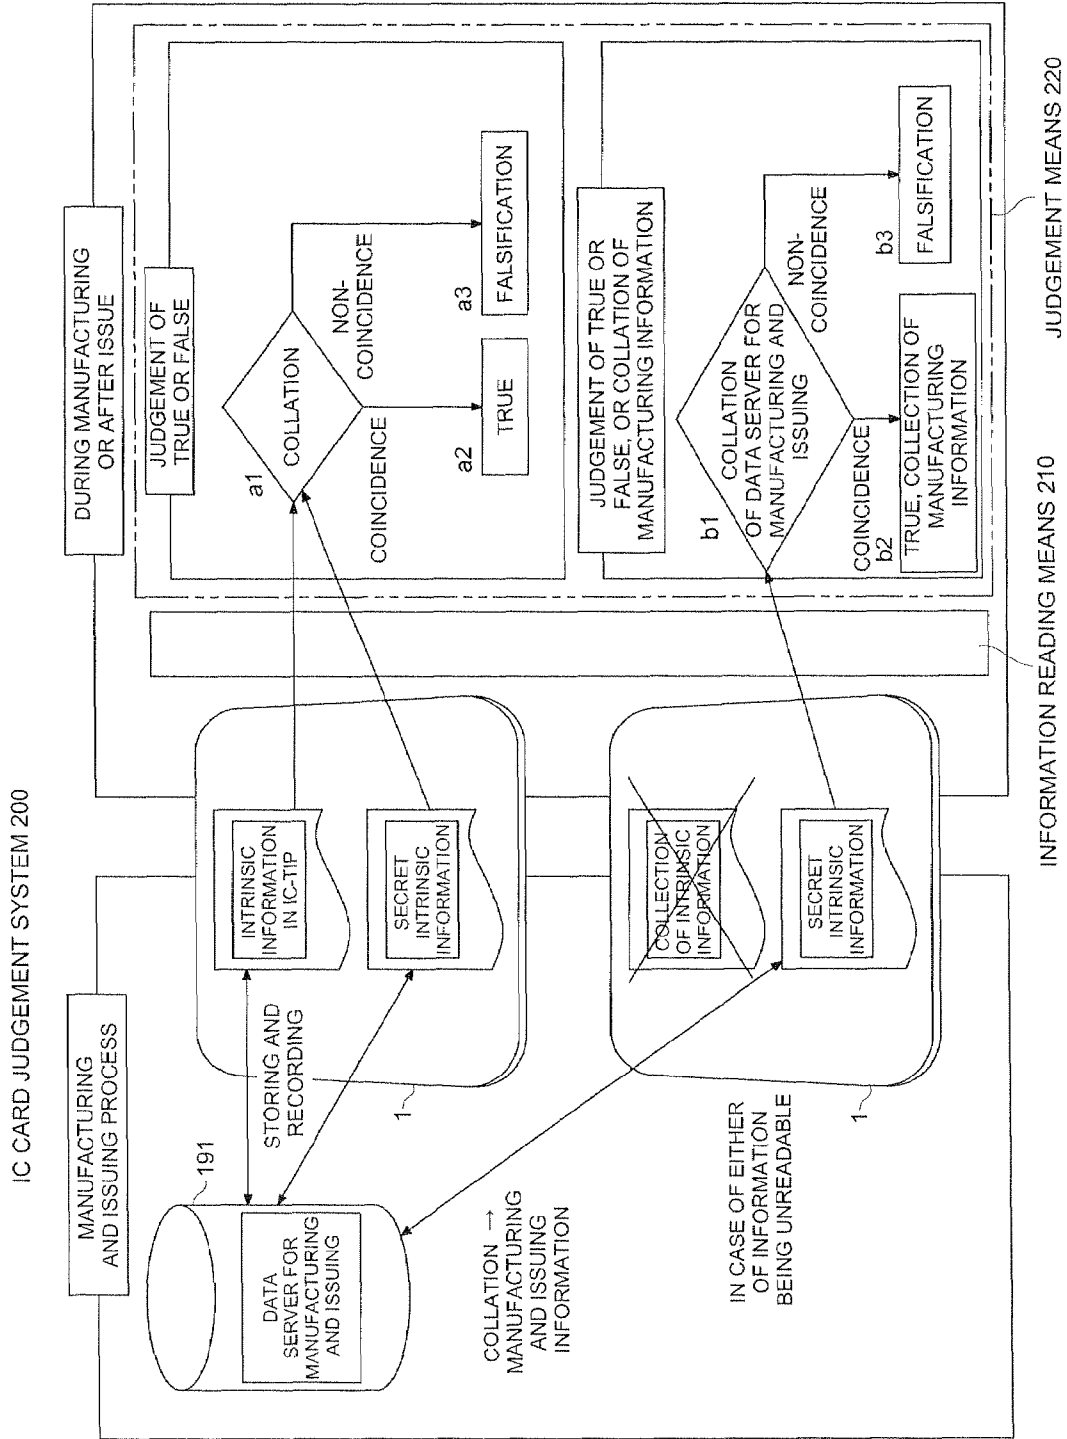 IC CARD JUDGEMENT SYSTEM 200
MANUFACTURING
AND ISSUING PROCESS
191
DATA
SERVER FOR
MANUFACTURING
AND ISSUING
STORING AND
RECORDING
1
INTRINSIC
INFORMATION
IN IC-TIP
SECRET
INTRINSIC
INFORMATION
COLLATION →
MANUFACTURING
AND ISSUING
INFORMATION
IN CASE OF EITHER
OF INFORMATION
BEING UNREADABLE
1
COLLECTION
OF INTRINSIC
INFORMATION
SECRET
INTRINSIC
INFORMATION
DURING MANUFACTURING
OR AFTER ISSUE
JUDGEMENT OF
TRUE OR FALSE
a1
COLLATION
COINCIDENCE
NON-
COINCIDENCE
a2
TRUE
a3
FALSIFICATION
JUDGEMENT OF TRUE OR
FALSE, OR COLLATION OF
MANUFACTURING INFORMATION
b1
COLLATION
OF DATA SERVER FOR
MANUFACTURING AND
ISSUING
COINCIDENCE
NON-
COINCIDENCE
b2
TRUE, COLLECTION OF
MANUFACTURING
INFORMATION
b3
FALSIFICATION
INFORMATION READING MEANS 210
JUDGEMENT MEANS 220